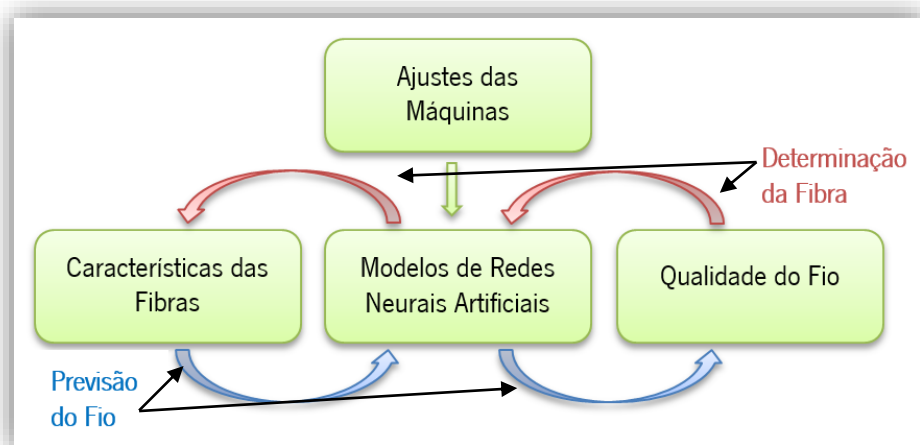 Ajustes das
Máquinas
Determinação
da Fibra
Características das
Fibras
Modelos de Redes
Neurais Artificiais
Qualidade do Fio
Previsão
do Fio